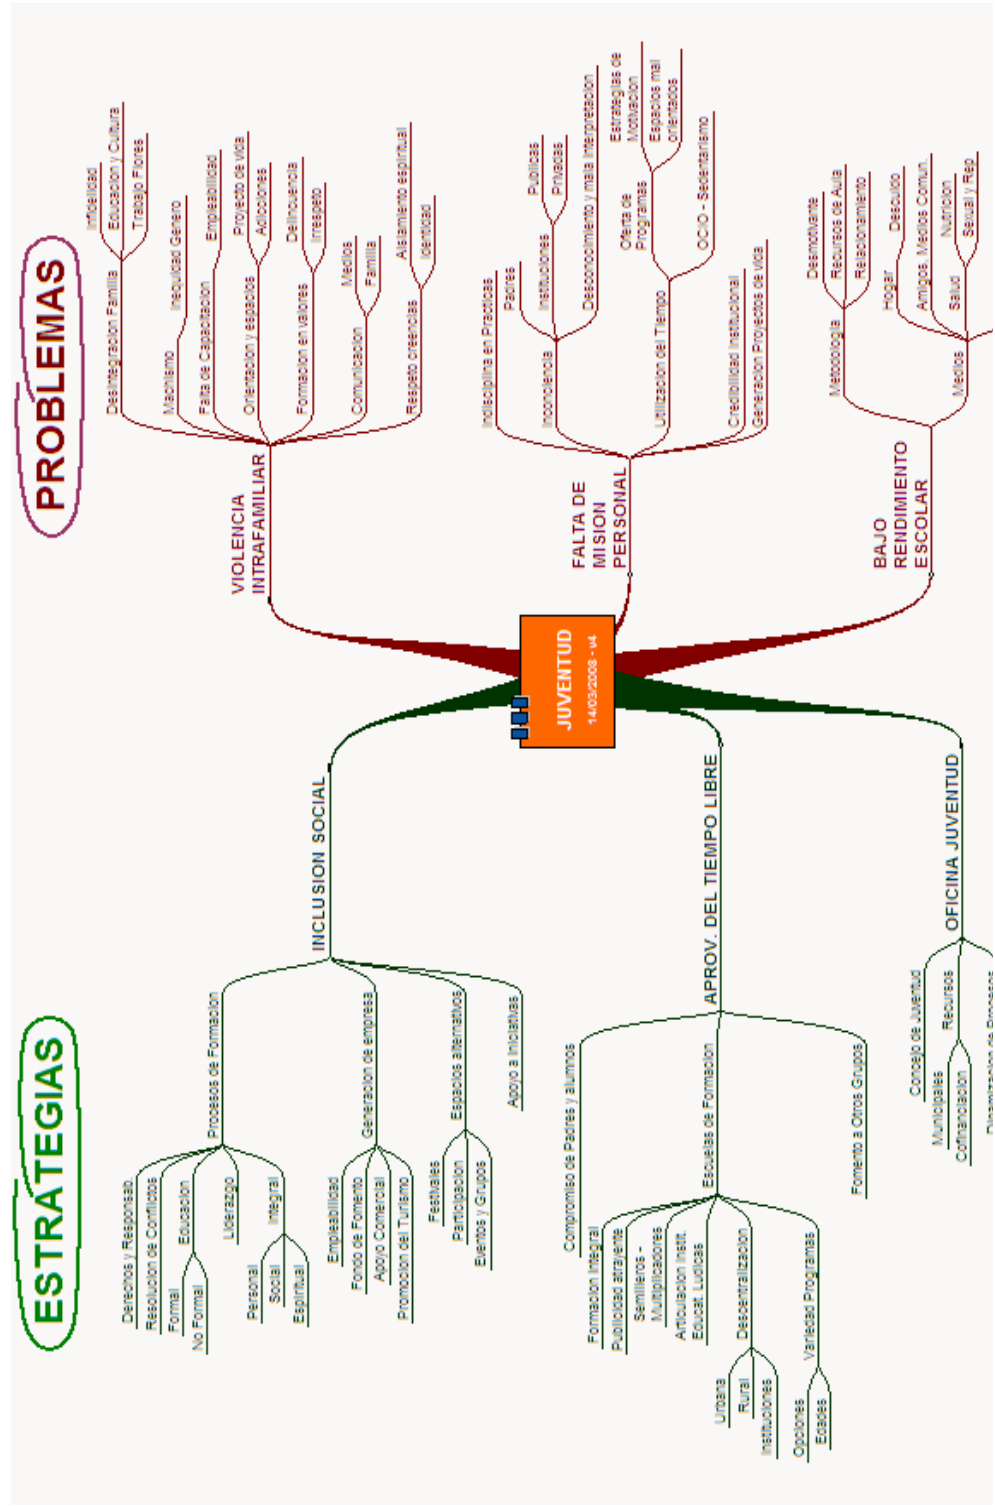 ESTRATEGIAS
PROBLEMAS
JUVENTUD
14/03/2008 - v4
INCLUSION SOCIAL
Procesos de Formacion
Derechos y Responsab.
Resolucion de Conflictos
Educacion
Formal
No Formal
Liderazgo
Integral
Personal
Social
Espiritual
Generacion de empresa
Empleabilidad
Fondo de Fomento
Apoyo Comercial
Promocion del Turismo
Espacios alternativos
Festivales
Participacion
Eventos y Grupos
Apoyo a Iniciativas
APROV. DEL TIEMPO LIBRE
Compromiso de Padres y alumnos
Escuelas de Formacion
Formacion Integral
Publicidad atrayente
Semilleros -
Multiplicadores
Articulacion Instit.
Educat. Ludicas
Descentralizacion
Urbana
Rural
Instituciones
Variedad Programas
Opciones
Edades
Fomento a Otros Grupos
OFICINA JUVENTUD
Concejo de Juventud
Recursos
Municipales
Cofinanciacion
Dinamizacion de Procesos
VIOLENCIA
INTRAFAMILIAR
Desintegracion Familia
Infidelidad
Educacion y Cultura
Trabajo Flores
Machismo
Inequidad Genero
Falta de Capacitacion
Empleabilidad
Orientacion y espacios
Proyecto de vida
Adicciones
Formacion en valores
Delincuencia
Irrespeto
Comunicacion
Medios
Familia
Respeto creencias
Aislamiento espiritual
Identidad
FALTA DE
MISION
PERSONAL
Indisciplina en Practicas
Inconciencia
Padres
Instituciones
Publicas
Privadas
Desconocimiento y mala Interpretacion
Utilizacion del Tiempo
Oferta de
Programas
Estrategias de
Motivacion
Espacios mal
orientados
OCIO - Sedentarismo
Credibilidad Institucional
Generacion Proyectos de vida
BAJO
RENDIMIENTO
ESCOLAR
Metodologia
Desmotivante
Recursos de Aula
Relacionamiento
Medios
Hogar
Descuido
Amigos, Medios Comun.
Salud
Nutricion
Sexual y Rep